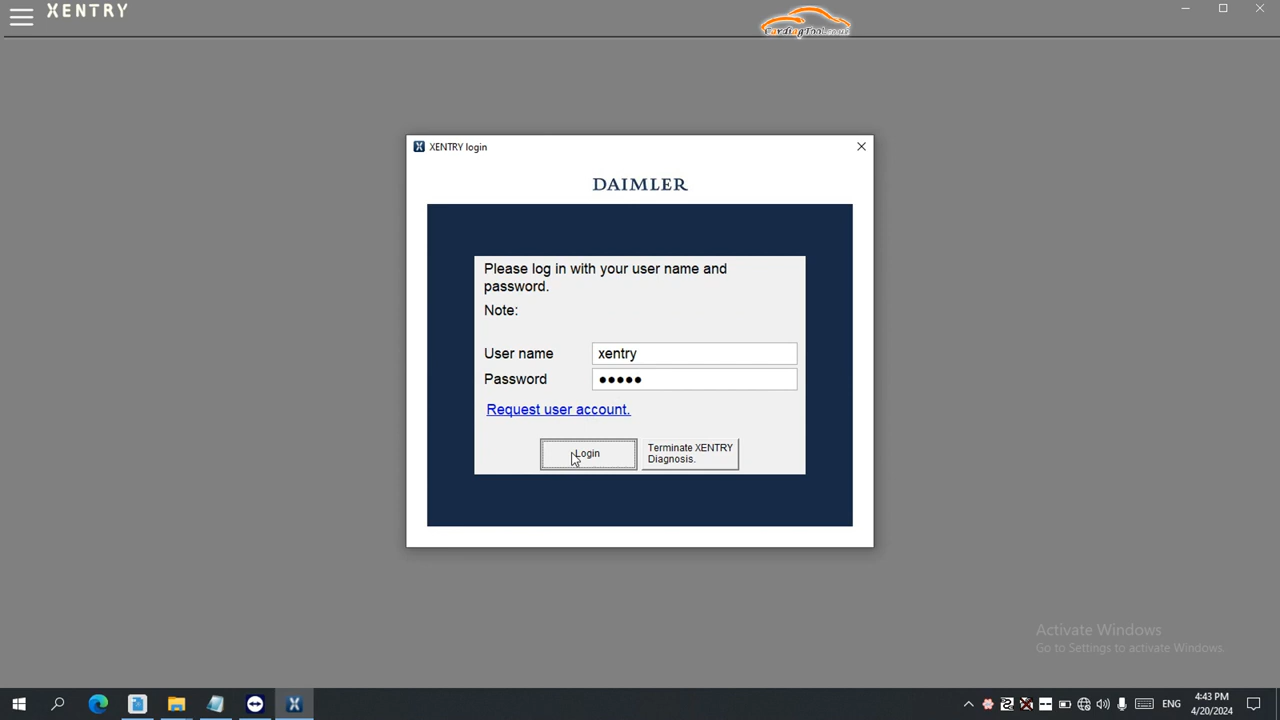 XENTRY
XENTRY login
DAIMLER
Please log in with your user name and
password.
Note:
User name
xentry
Password
●●●●●
Request user account.
Login
Terminate XENTRY
Diagnosis.
Activate Windows
Go to Settings to activate Windows.
ENG
4:43 PM
4/20/2024